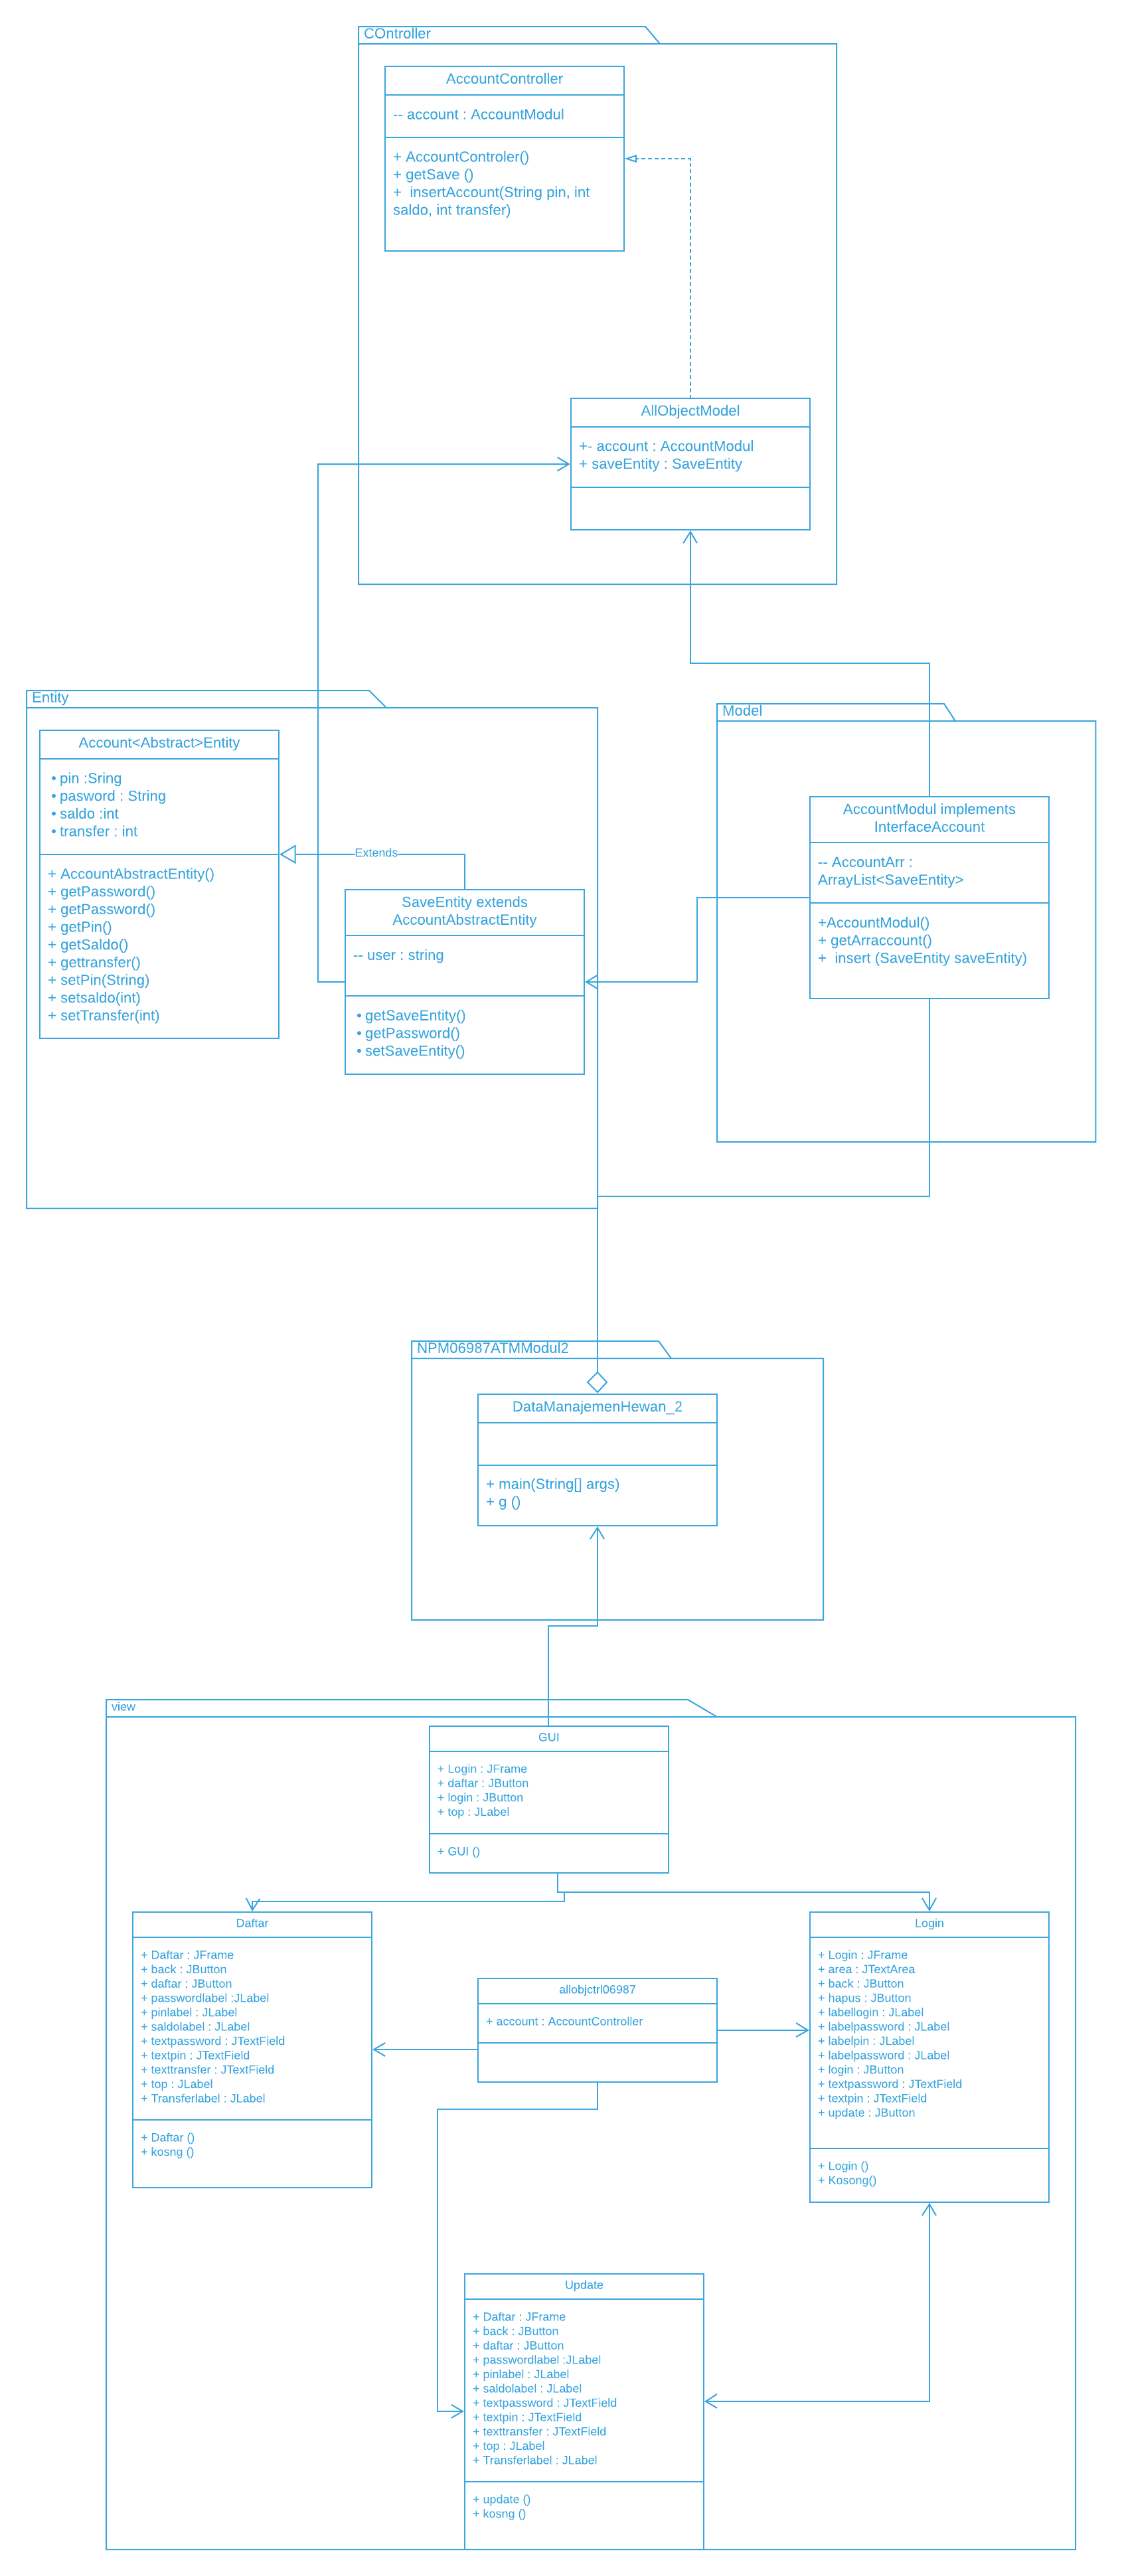 COntroller
AccountController
-- account : AccountModul
+ AccountControler()
+ getSave ()
+  insertAccount(String pin, int
saldo, int transfer)
AllObjectModel
+- account : AccountModul
+ saveEntity : SaveEntity
Entity
Account<Abstract>Entity
• pin :Sring
• pasword : String
• saldo :int
• transfer : int
+ AccountAbstractEntity()
+ getPassword()
+ getPassword()
+ getPin()
+ getSaldo()
+ gettransfer()
+ setPin(String)
+ setsaldo(int)
+ setTransfer(int)
Extends
SaveEntity extends
AccountAbstractEntity
-- user : string
• getSaveEntity()
• getPassword()
• setSaveEntity()
Model
AccountModul implements
InterfaceAccount
-- AccountArr :
ArrayList<SaveEntity>
+AccountModul()
+ getArraccount()
+  insert (SaveEntity saveEntity)
NPM06987ATMModul2
DataManajemenHewan_2
+ main(String[] args)
+ g ()
view
GUI
+ Login : JFrame
+ daftar : JButton
+ login : JButton
+ top : JLabel
+ GUI ()
Daftar
+ Daftar : JFrame
+ back : JButton
+ daftar : JButton
+ passwordlabel :JLabel
+ pinlabel : JLabel
+ saldolabel : JLabel
+ textpassword : JTextField
+ textpin : JTextField
+ texttransfer : JTextField
+ top : JLabel
+ Transferlabel : JLabel
+ Daftar ()
+ kosng ()
allobjctrl06987
+ account : AccountController
Login
+ Login : JFrame
+ area : JTextArea
+ back : JButton
+ hapus : JButton
+ labellogin : JLabel
+ labelpassword : JLabel
+ labelpin : JLabel
+ labelpassword : JLabel
+ login : JButton
+ textpassword : JTextField
+ textpin : JTextField
+ update : JButton
+ Login ()
+ Kosong()
Update
+ Daftar : JFrame
+ back : JButton
+ daftar : JButton
+ passwordlabel :JLabel
+ pinlabel : JLabel
+ saldolabel : JLabel
+ textpassword : JTextField
+ textpin : JTextField
+ texttransfer : JTextField
+ top : JLabel
+ Transferlabel : JLabel
+ update ()
+ kosng ()